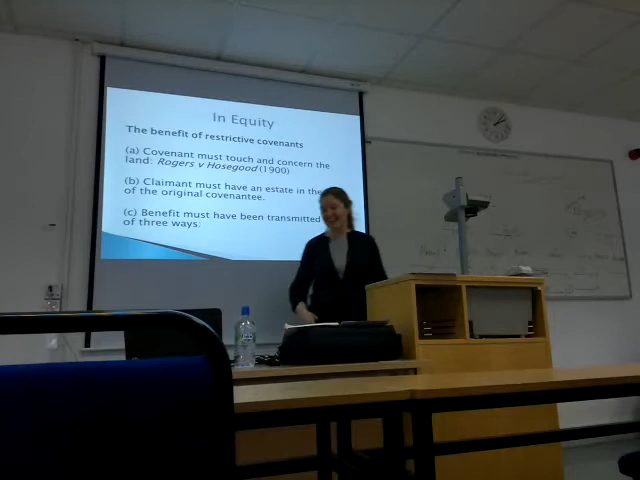 In Equity
The benefit of restrictive covenants
(a) Covenant must touch and concern the
land: Rogers v Hosegood (1900)
(b) Claimant must have an estate in the
of the original covenantee.
(c) Benefit must have been transmitted
of three ways: